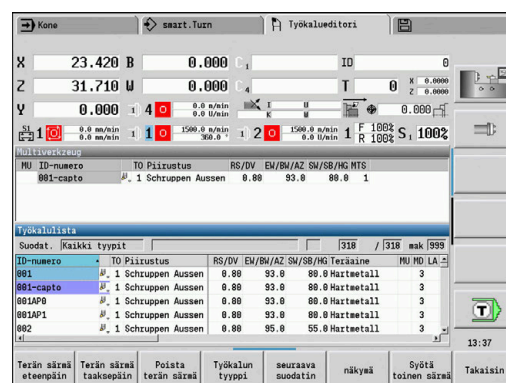 Kone smart.Turn Työkalueditori
X 23.420 B 0.000 C 1 ID 0
Z 31.710 U 0.000 C 4 T 0 X 0.0000 Z 0.0000
Y 0.000 1) 4 0.0 m/min 0.0 U/min X I U Y K W 0.000
S1 1 0.0 mm/min 0.0 mm/min 1) 1 1500.0 °/min 360.0 ° 1) 2 1500.0 m/min 0.0 U/min 1 F 100% R 100% S1 100%
Multiverkzeug
MU ID-numero TO Piirustus RS/DV EW/BW/AZ SW/SB/HG MTS
001-capto 1 Schruppen Aussen 0.80 93.0 80.0 1
Työkalulista
Suodat. Kaikki tyypit 318 / 318 mak 999
ID-numero TO Piirustus RS/DV EW/BW/AZ SW/SB/HG Teräaine MU MD LA
001 1 Schruppen Aussen 0.80 93.0 80.0 Hartmetall 3
001-capto 1 Schruppen Aussen 0.80 93.0 80.0 Hartmetall 3
001AP0 1 Schruppen Aussen 0.80 93.0 80.0 Hartmetall 3
001AP1 1 Schruppen Aussen 0.80 93.0 80.0 Hartmetall 3
002 1 Schruppen Aussen 0.80 95.0 55.0 Hartmetall 3
T
13:37
Terän särmä eteenpäin
Terän särmä taaksepäin
Poista terän särmä
Työkalun tyyppi
seuraava suodatin
näkymä
Syötä toinen särmä
Takaisin